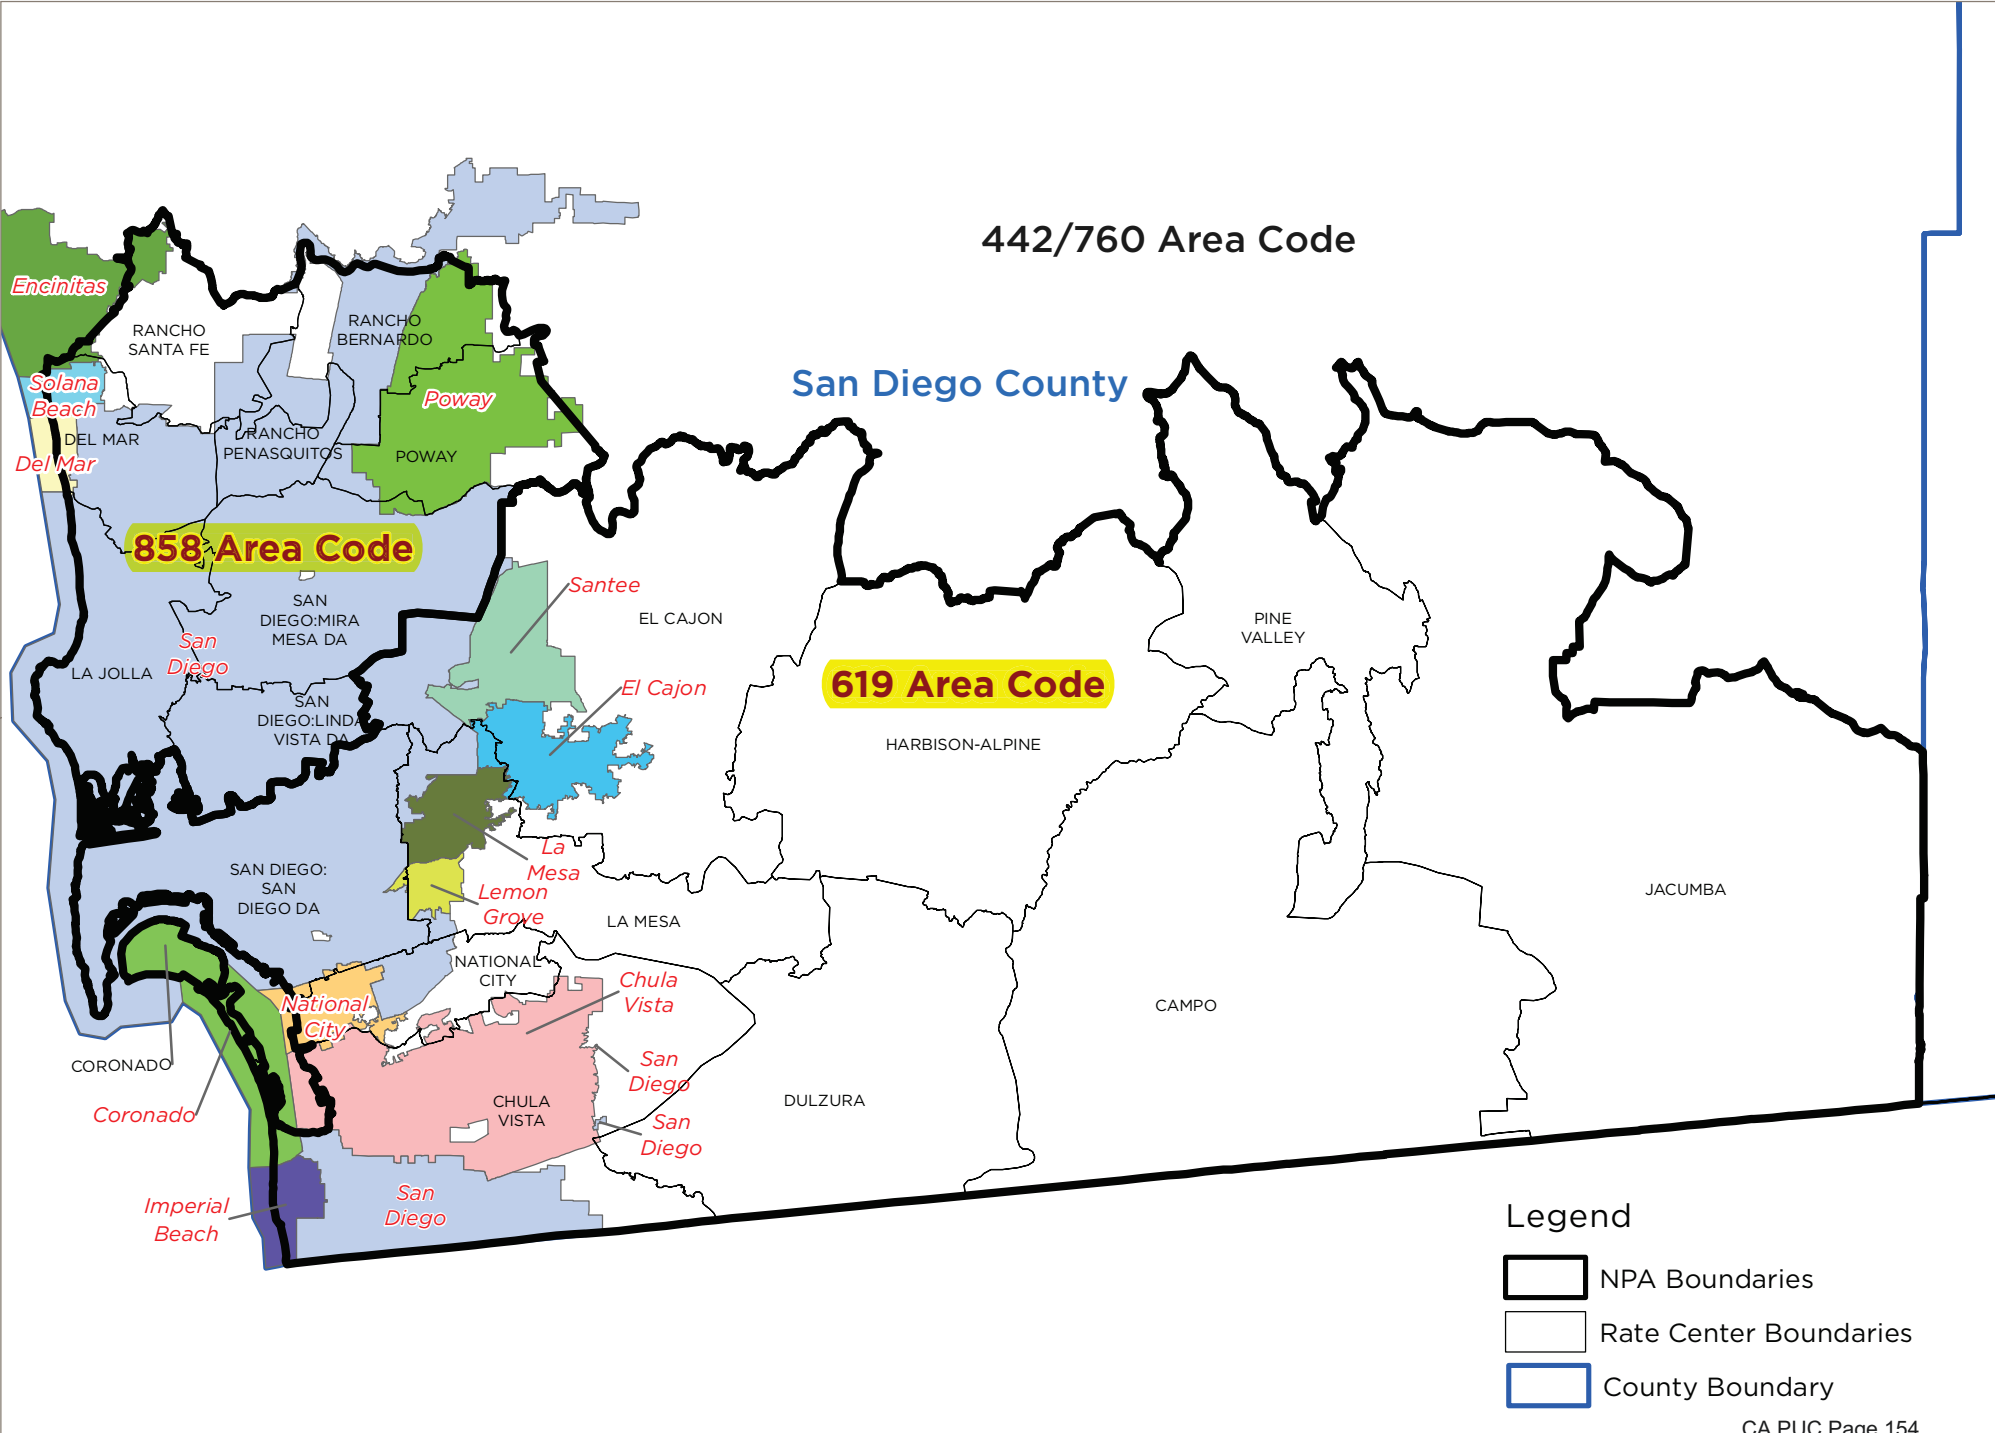 442/760 Area Code
Encinitas
RANCHO
SANTA FE
RANCHO
BERNARDO
San Diego County
Solana
Beach
Poway
DEL MAR
RANCHO
PENASQUITOS
POWAY
Del Mar
858 Area Code
Santee
SAN
DIEGO:MIRA
MESA DA
EL CAJON
PINE
VALLEY
San
Diego
LA JOLLA
El Cajon
619 Area Code
SAN
DIEGO:LINDA
VISTA DA
HARBISON-ALPINE
La
Mesa
SAN DIEGO:
SAN
DIEGO DA
Lemon
Grove
LA MESA
JACUMBA
NATIONAL
CITY
Chula
Vista
National
City
CAMPO
CORONADO
San
Diego
Coronado
CHULA
VISTA
DULZURA
San
Diego
Imperial
Beach
San
Diego
Legend
NPA Boundaries
Rate Center Boundaries
County Boundary
CA PUC Page 154